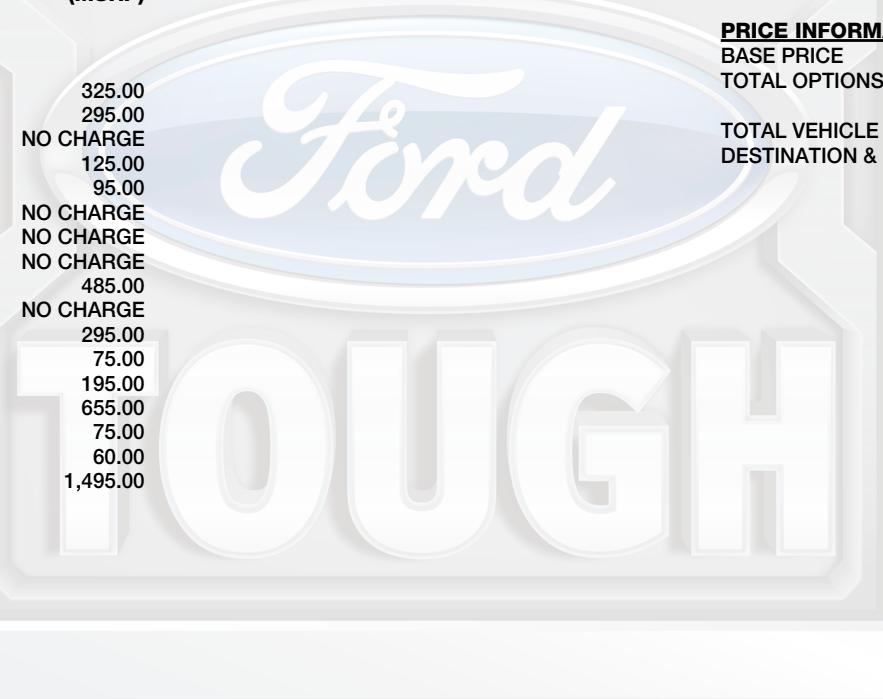 325.00
295.00
NO CHARGE
125.00
95.00
NO CHARGE
NO CHARGE
NO CHARGE
485.00
NO CHARGE
295.00
75.00
195.00
655.00
75.00
60.00
1,495.00
PRICE INFORM
BASE PRICE
TOTAL OPTIONS
TOTAL VEHICLE
DESTINATION &
Ford
TOUGH